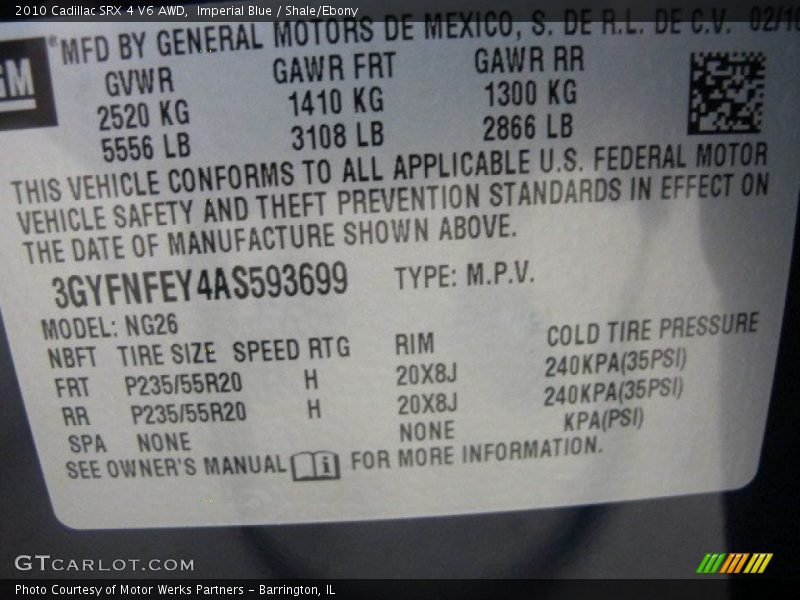 2010 Cadillac SRX 4 V6 AWD, Imperial Blue / Shale/Ebony
GM
® MFD BY GENERAL MOTORS DE MEXICO, S. DE R.L. DE C.V. 02/10
GVWR GAWR FRT GAWR RR
2520 KG 1410 KG 1300 KG
5556 LB 3108 LB 2866 LB
THIS VEHICLE CONFORMS TO ALL APPLICABLE U.S. FEDERAL MOTOR
VEHICLE SAFETY AND THEFT PREVENTION STANDARDS IN EFFECT ON
THE DATE OF MANUFACTURE SHOWN ABOVE.
3GYFNFEY4AS593699 TYPE: M.P.V.
MODEL: NG26
NBFT TIRE SIZE SPEED RTG RIM COLD TIRE PRESSURE
FRT P235/55R20 H 20X8J 240KPA(35PSI)
RR P235/55R20 H 20X8J 240KPA(35PSI)
SPA NONE NONE KPA(PSI)
SEE OWNER'S MANUAL i FOR MORE INFORMATION.
GTCARLOT.COM
Photo Courtesy of Motor Werks Partners - Barrington, IL